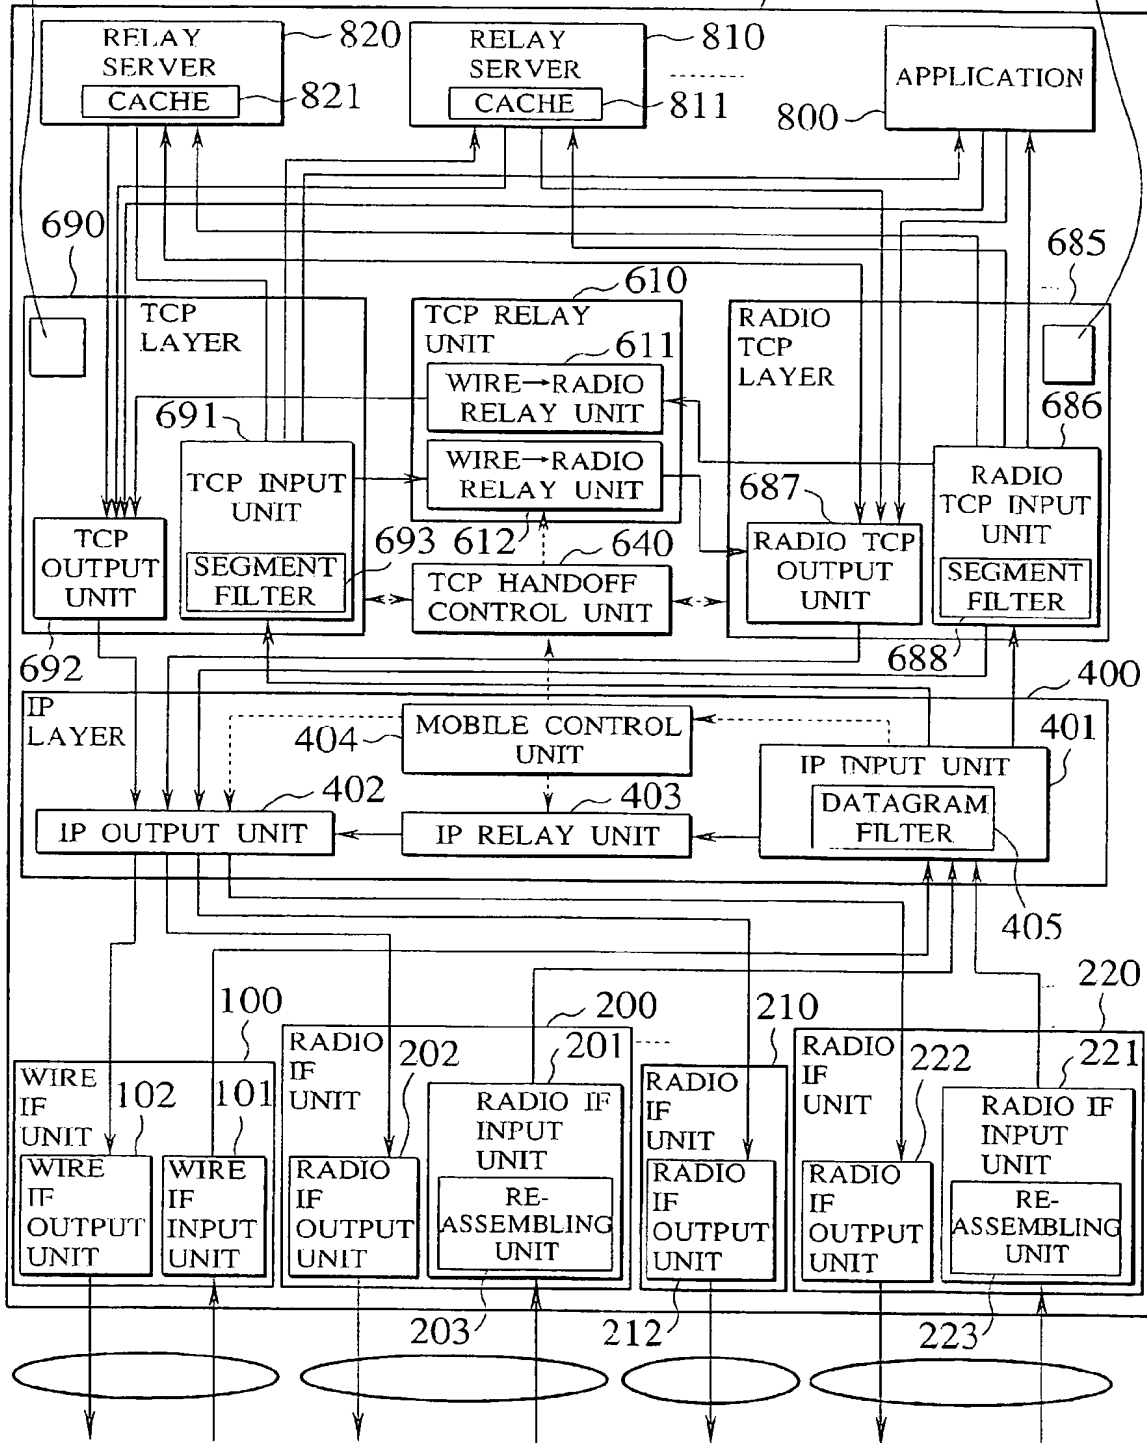 RELAY
SERVER
CACHE
820
821
RELAY
SERVER
CACHE
810
811
APPLICATION
800
690
TCP
LAYER
610
TCP RELAY
UNIT
611
WIRE→RADIO
RELAY UNIT
WIRE→RADIO
RELAY UNIT
612
685
RADIO
TCP
LAYER
686
691
TCP INPUT
UNIT
SEGMENT
FILTER
693
TCP
OUTPUT
UNIT
692
640
TCP HANDOFF
CONTROL UNIT
687
RADIO TCP
OUTPUT
UNIT
RADIO
TCP INPUT
UNIT
SEGMENT
FILTER
688
400
IP
LAYER
404
MOBILE CONTROL
UNIT
401
IP INPUT UNIT
DATAGRAM
FILTER
402
IP OUTPUT UNIT
403
IP RELAY UNIT
405
100
WIRE
IF
UNIT
102
101
WIRE
IF
OUTPUT
UNIT
WIRE
IF
INPUT
UNIT
200
RADIO
IF
UNIT
202
201
RADIO
IF
OUTPUT
UNIT
RADIO IF
INPUT
UNIT
RE-
ASSEMBLING
UNIT
203
210
RADIO
IF
UNIT
RADIO
IF
OUTPUT
UNIT
212
220
RADIO
IF
UNIT
222
221
RADIO
IF
OUTPUT
UNIT
RADIO IF
INPUT
UNIT
RE-
ASSEMBLING
UNIT
223